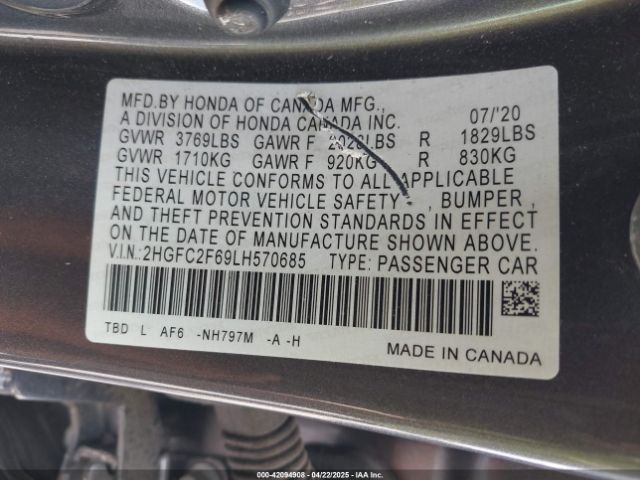 MFD.BY HONDA OF CANADA MFG., 07/'20
A DIVISION OF HONDA CANADA INC.
GVWR 3769LBS GAWR F 2028LBS R 1829LBS
GVWR 1710KG GAWR F 920KG R 830KG
THIS VEHICLE CONFORMS TO ALL APPLICABLE
FEDERAL MOTOR VEHICLE SAFETY , BUMPER ,
AND THEFT PREVENTION STANDARDS IN EFFECT
ON THE DATE OF MANUFACTURE SHOWN ABOVE.
V.I.N.: 2HGFC2F69LH570685 TYPE: PASSENGER CAR
TBD L AF6 -NH797M -A -H
MADE IN CANADA
000-42094908 - 04/22/2025 - IAA Inc.